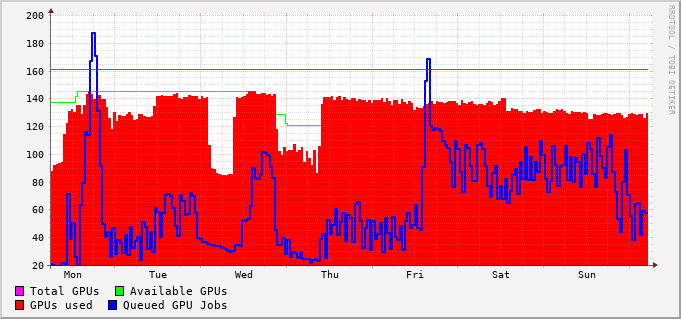 200
180
160
140
120
100
80
60
40
20
Mon Tue Wed Thu Fri Sat Sun
Total GPUs Available GPUs
GPUs used Queued GPU Jobs
RRDTOOL / TOBI OETIKER